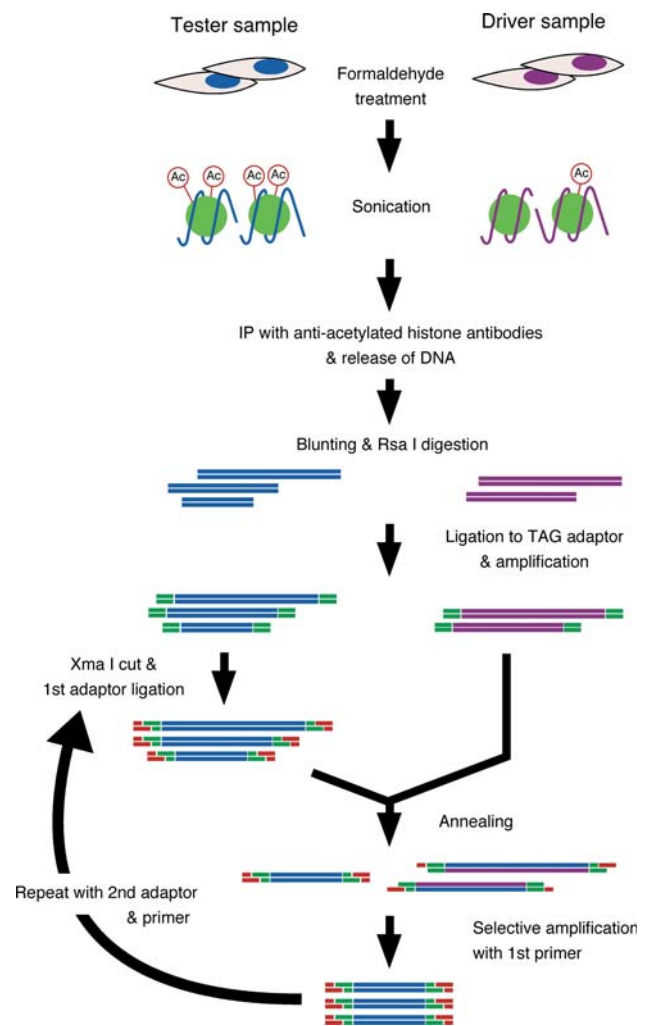 Tester sample
Driver sample
Formaldehyde
treatment
Ac
Ac
Ac
Ac
Ac
Sonication
IP with anti-acetylated histone antibodies
& release of DNA
Blunting & Rsa I digestion
Ligation to TAG adaptor
& amplification
Xma I cut &
1st adaptor ligation
Annealing
Repeat with 2nd adaptor
& primer
Selective amplification
with 1st primer